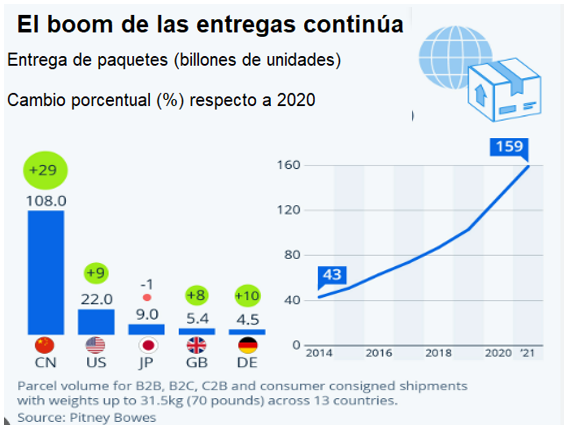 El boom de las entregas continúa
Entrega de paquetes (billones de unidades)
Cambio porcentual (%) respecto a 2020
+29
108.0
CN
+9
22.0
US
-1
9.0
JP
+8
5.4
GB
+10
4.5
DE
159
43
160
120
80
40
0
2014
2016
2018
2020
'21
Parcel volume for B2B, B2C, C2B and consumer consigned shipments
with weights up to 31.5kg (70 pounds) across 13 countries.
Source: Pitney Bowes